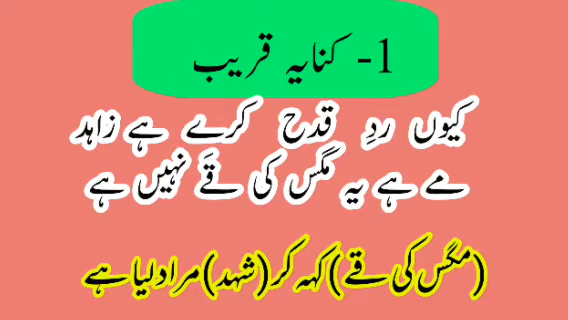 1- کنایہ قریب
کیوں ردِ قدح کرے ہے زاہد
مے ہے یہ مگس کی قَے نہیں ہے
(مگس کی قے) کہہ کر (شہد) مراد لیا ہے